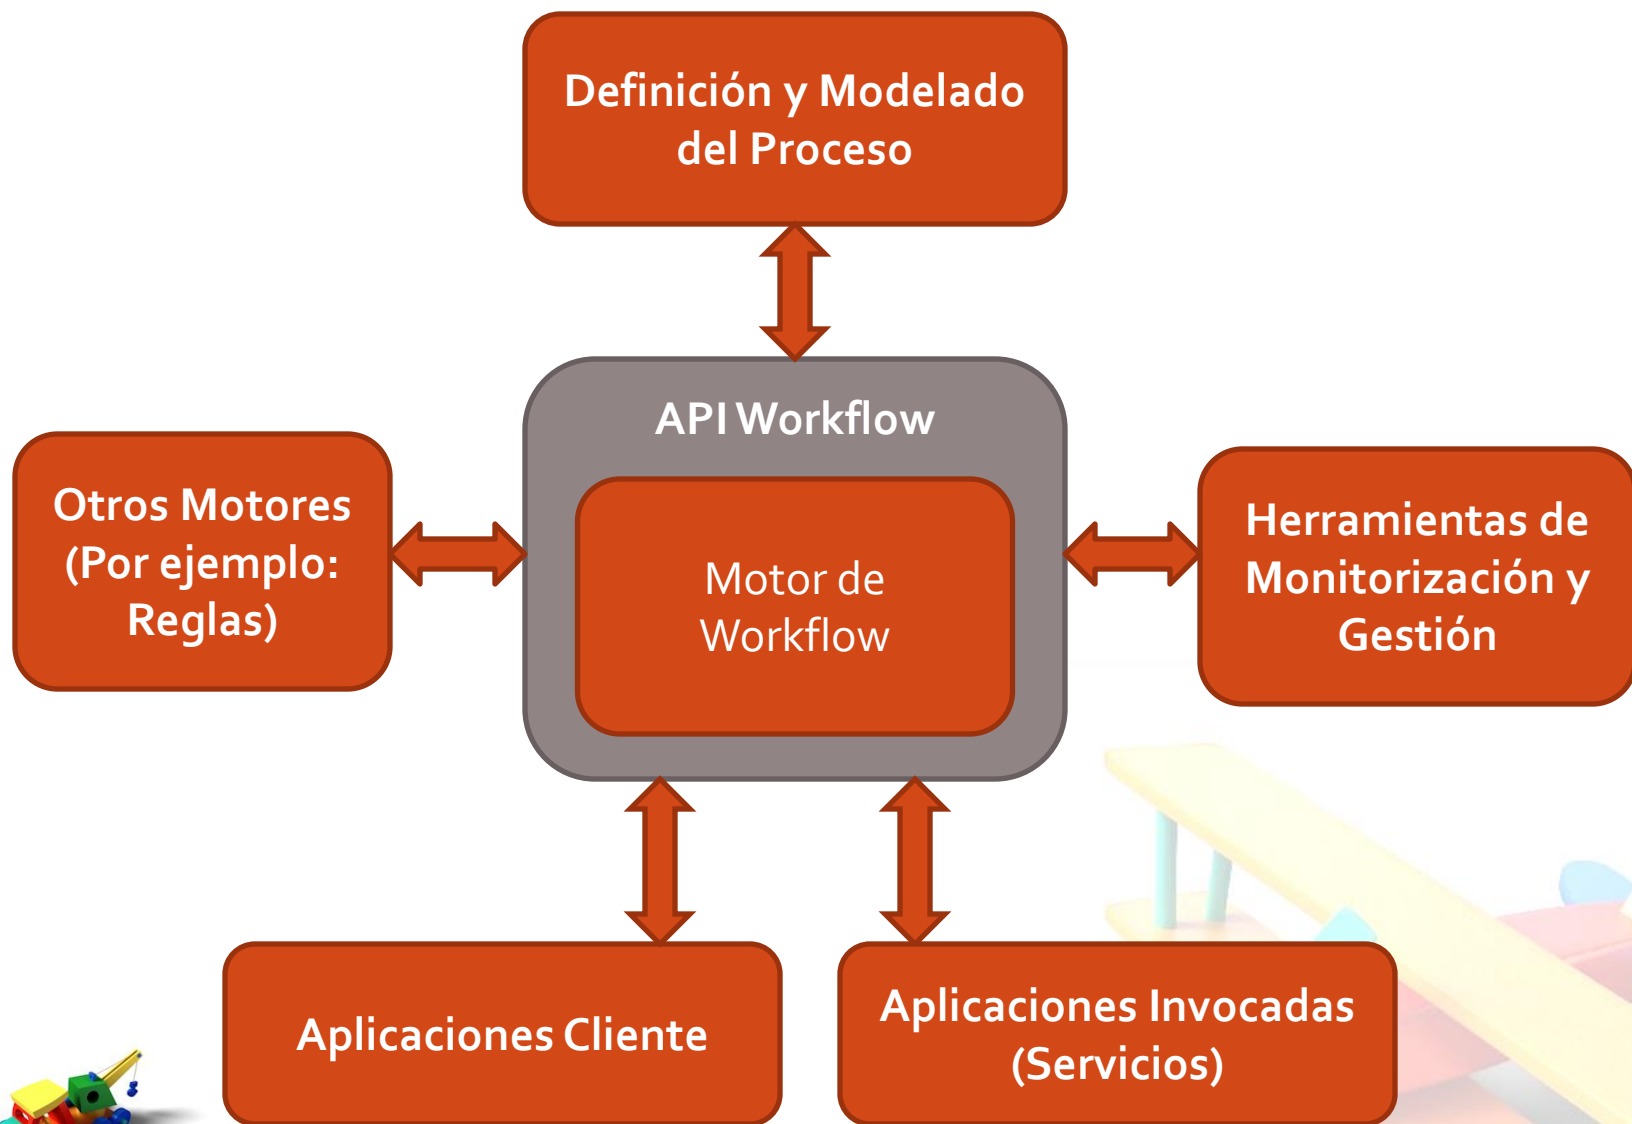 Definición y Modelado
del Proceso
API Workflow
Otros Motores
(Por ejemplo:
Reglas)
Motor de
Workflow
Herramientas de
Monitorización y
Gestión
Aplicaciones Cliente
Aplicaciones Invocadas
(Servicios)